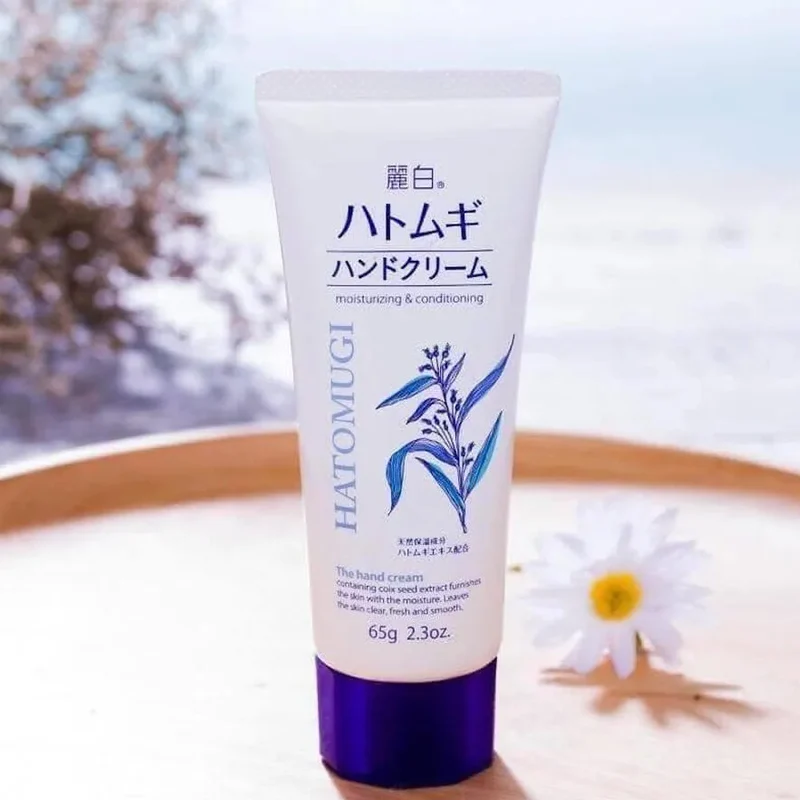 麗白®
ハトムギ
ハンドクリーム
moisturizing & conditioning
HATOMUGI
天然保湿成分
ハトムギエキス配合
The hand cream
containing coix seed extract furnishes
the skin with the moisture. Leaves
the skin clear, fresh and smooth.
65g 2.3oz.